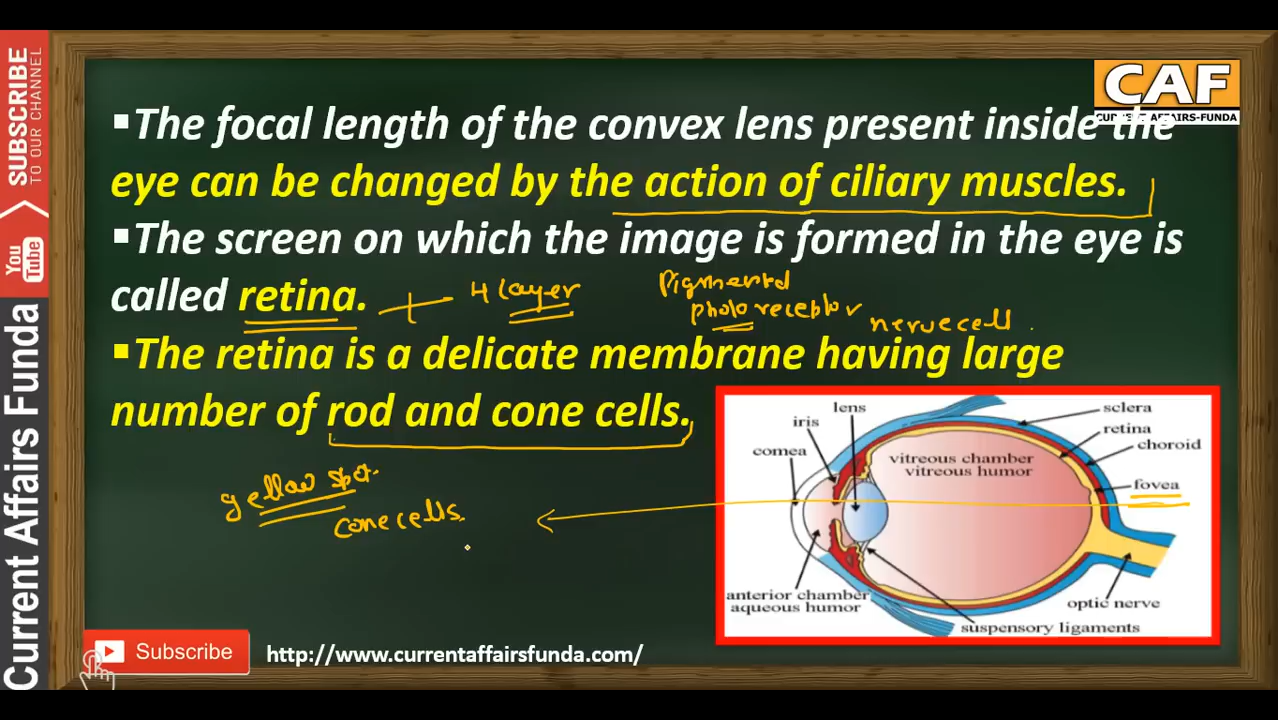 SUBSCRIBE
TO OUR CHANNEL
You
Tube
Current Affairs Funda
CAF
CURRENT AFFAIRS-FUNDA
▪The focal length of the convex lens present inside the
eye can be changed by the action of ciliary muscles.
▪The screen on which the image is formed in the eye is
called retina.
4 layer
Pigmented
photoreceptor
nervecell.
▪The retina is a delicate membrane having large
number of rod and cone cells.
yellow spot.
conecells.
lens
iris
cornea
vitreous chamber
vitreous humor
sclera
retina
choroid
fovea
anterior chamber
aqueous humor
optic nerve
suspensory ligaments
Subscribe
http://www.currentaffairsfunda.com/